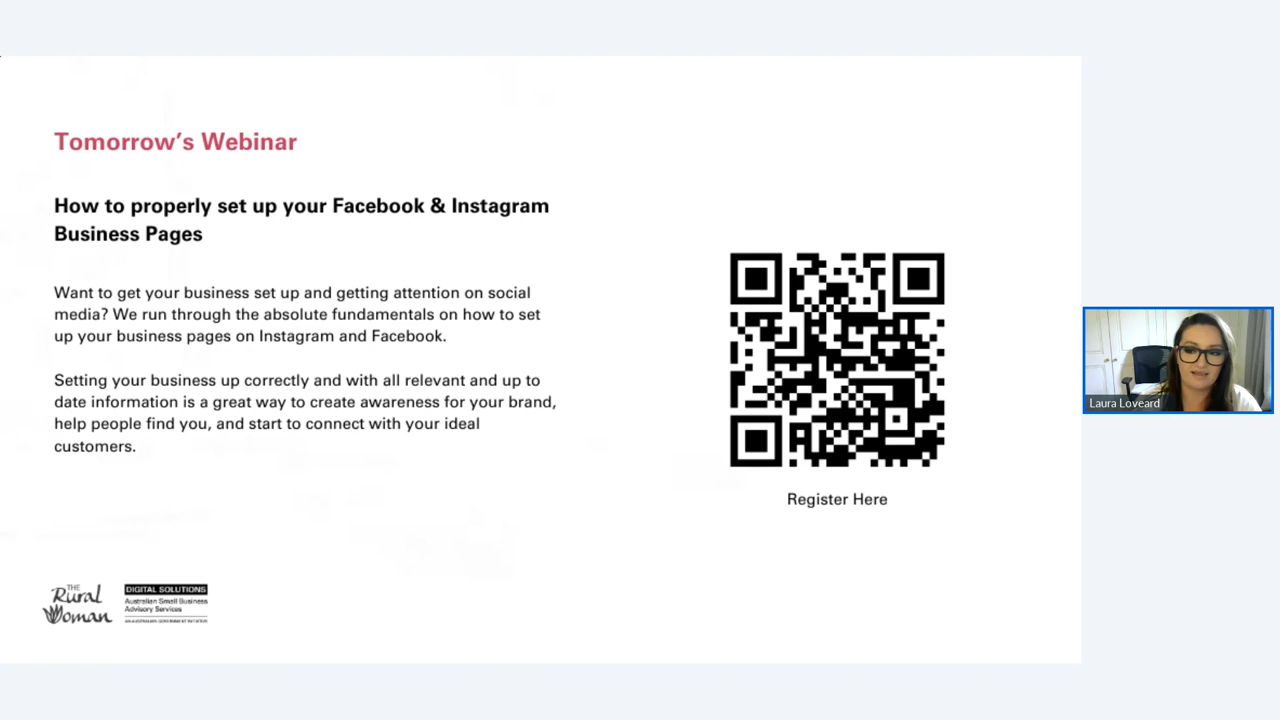 Tomorrow's Webinar
How to properly set up your Facebook & Instagram
Business Pages
Want to get your business set up and getting attention on social
media? We run through the absolute fundamentals on how to set
up your business pages on Instagram and Facebook.
Setting your business up correctly and with all relevant and up to
date information is a great way to create awareness for your brand,
help people find you, and start to connect with your ideal
customers.
Register Here
Laura Loveard
THE
Rural
Woman
DIGITAL SOLUTIONS
Australian Small Business
Advisory Services
AN AUSTRALIAN GOVERNMENT INITIATIVE